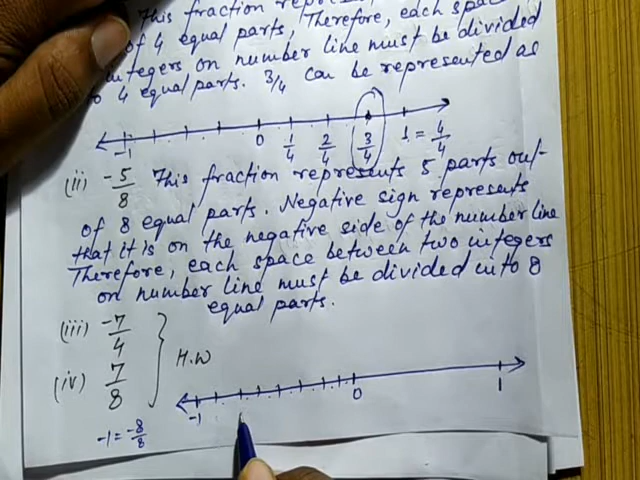 This fraction represe
of 4 equal parts, Therefore, each space
integers on number line must be divided
to 4 equal parts. 3/4 can be represented as
-1 0 1/4 2/4 3/4 1 = 4/4
(ii) -5/8 This fraction represents 5 parts out-
of 8 equal parts. Negative sign represents
that it is on the negative side of the number line
Therefore, each space between two integers
on number line must be divided into 8
equal parts.
(iii) -7/4
(iv) 7/8
H.W
-1 0 1
-1 = -8/8